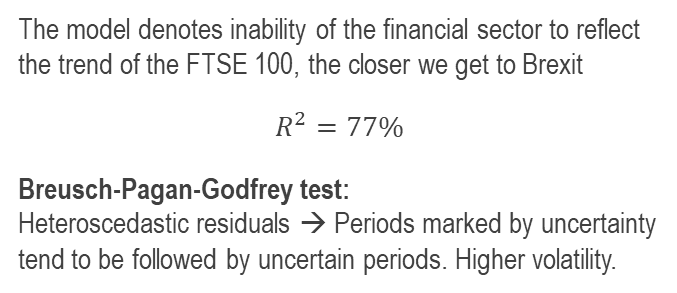 The model denotes inability of the financial sector to reflect
the trend of the FTSE 100, the closer we get to Brexit
R² = 77%
Breusch-Pagan-Godfrey test:
Heteroscedastic residuals → Periods marked by uncertainty
tend to be followed by uncertain periods. Higher volatility.